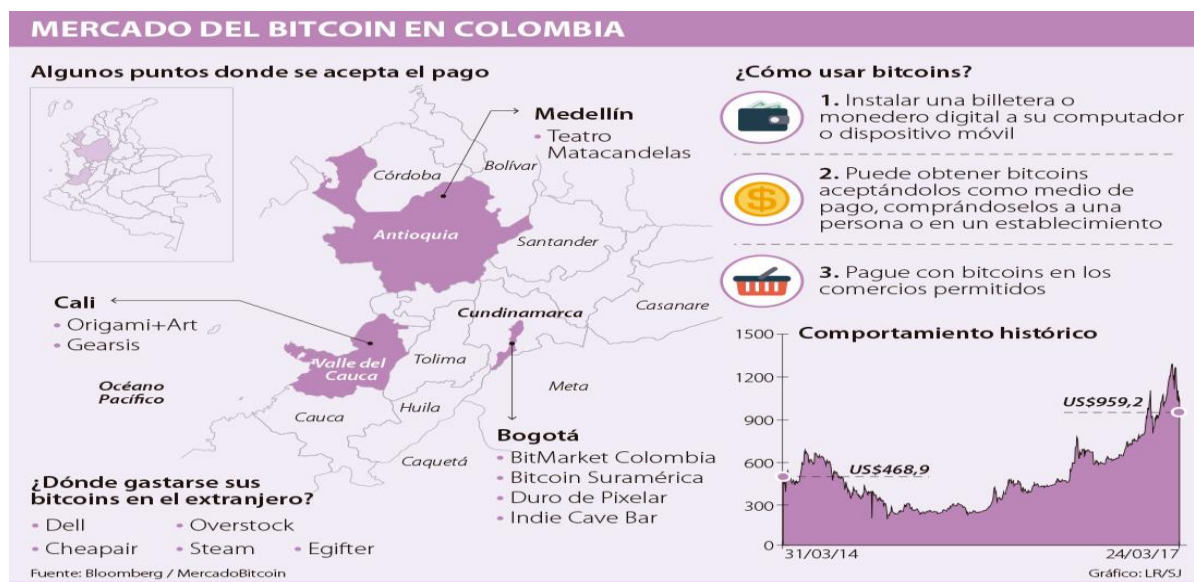 MERCADO DEL BITCOIN EN COLOMBIA
Algunos puntos donde se acepta el pago
Medellín
• Teatro
Matacandelas
Córdoba
Bolívar
Antioquia
Santander
Cali
• Origami+Art
• Gearsis
Cundinamarca
Casanare
Valle del
Cauca
Tolima
Meta
Océano
Pacífico
Cauca
Huila
Caquetá
Bogotá
• BitMarket Colombia
• Bitcoin Suramérica
• Duro de Pixelar
• Indie Cave Bar
¿Dónde gastarse sus
bitcoins en el extranjero?
• Dell
• Overstock
• Cheapair
• Steam
• Egifter
¿Cómo usar bitcoins?
1. Instalar una billetera o
monedero digital a su computador
o dispositivo móvil
$
2. Puede obtener bitcoins
aceptándolos como medio de
pago, comprándoselos a una
persona o en un establecimiento
3. Pague con bitcoins en los
comercios permitidos
Comportamiento histórico
1500
1200
900
600
300
0
US$468,9
US$959,2
31/03/14
24/03/17
Fuente: Bloomberg / MercadoBitcoin
Gráfico: LR/SJ